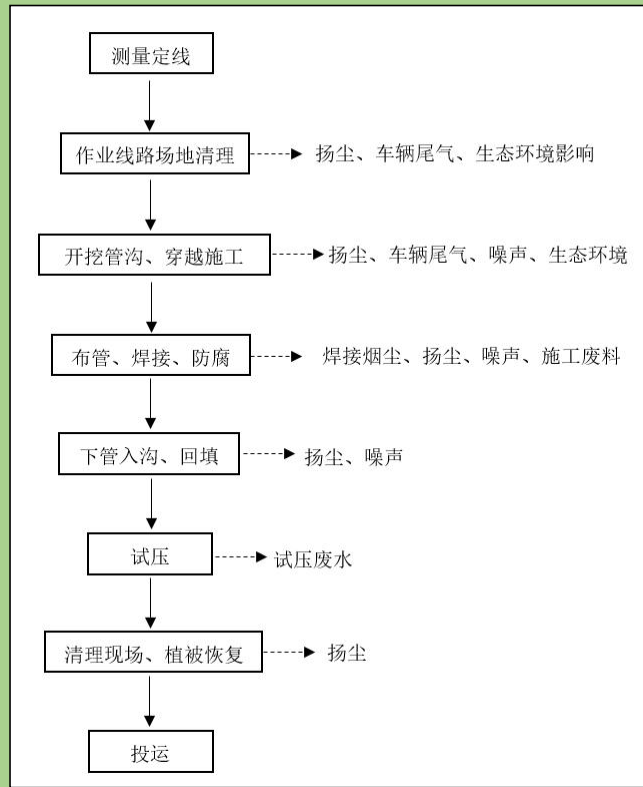 测量定线
作业线路场地清理
扬尘、车辆尾气、生态环境影响
开挖管沟、穿越施工
扬尘、车辆尾气、噪声、生态环境
布管、焊接、防腐
焊接烟尘、扬尘、噪声、施工废料
下管入沟、回填
扬尘、噪声
试压
试压废水
清理现场、植被恢复
扬尘
投运